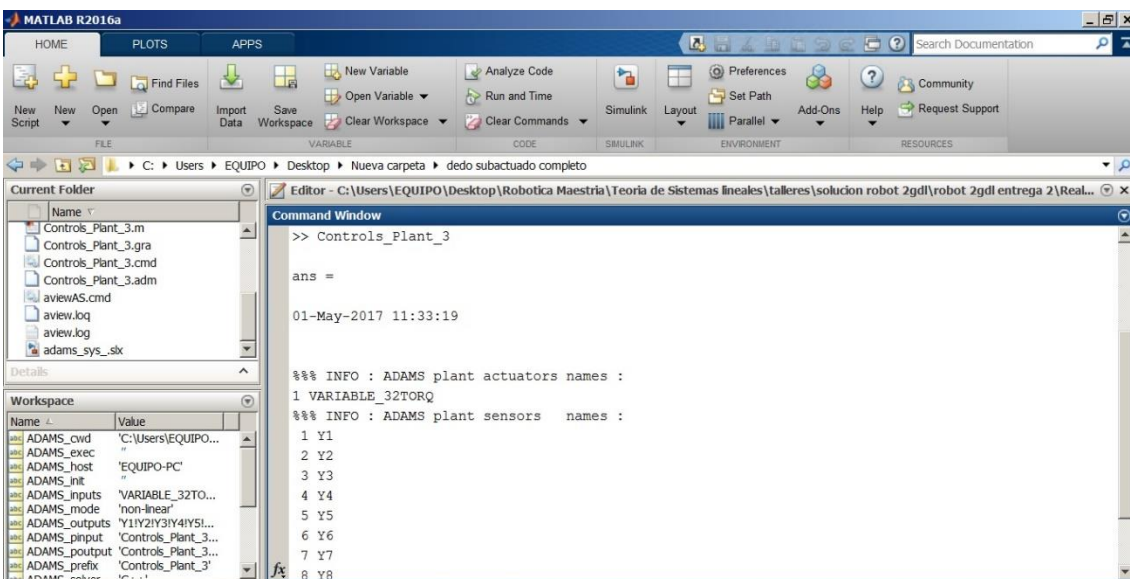 MATLAB R2016a
HOME PLOTS APPS
Search Documentation
New Script
New
Open
Find Files
Compare
Import Data
Save Workspace
New Variable
Open Variable
Clear Workspace
Analyze Code
Run and Time
Clear Commands
Simulink
Layout
Preferences
Set Path
Parallel
Add-Ons
Help
Community
Request Support
FILE VARIABLE CODE SIMULINK ENVIRONMENT RESOURCES
C: Users EQUIPO Desktop Nueva carpeta dedo subactuado completo
Current Folder
Name
Controls_Plant_3.m
Controls_Plant_3.gra
Controls_Plant_3.cmd
Controls_Plant_3.adm
aviewAS.cmd
aview.loq
aview.log
adams_sys_.slx
Details
Workspace
Name Value
ADAMS_cwd 'C:\Users\EQUIPO...
ADAMS_exec ''
ADAMS_host 'EQUIPO-PC'
ADAMS_init ''
ADAMS_inputs 'VARIABLE_32TO...
ADAMS_mode 'non-linear'
ADAMS_outputs 'Y1!Y2!Y3!Y4!Y5!...
ADAMS_pinput 'Controls_Plant_3...
ADAMS_poutput 'Controls_Plant_3...
ADAMS_prefix 'Controls_Plant_3'
Editor - C:\Users\EQUIPO\Desktop\Robotica Maestria\Teoria de Sistemas lineales\talleres\solucion robot 2gdl\robot 2gdl entrega 2\Real...
Command Window
>> Controls_Plant_3
ans =
01-May-2017 11:33:19
%%% INFO : ADAMS plant actuators names :
1 VARIABLE_32TORQ
%%% INFO : ADAMS plant sensors names :
1 Y1
2 Y2
3 Y3
4 Y4
5 Y5
6 Y6
7 Y7
8 Y8
fx